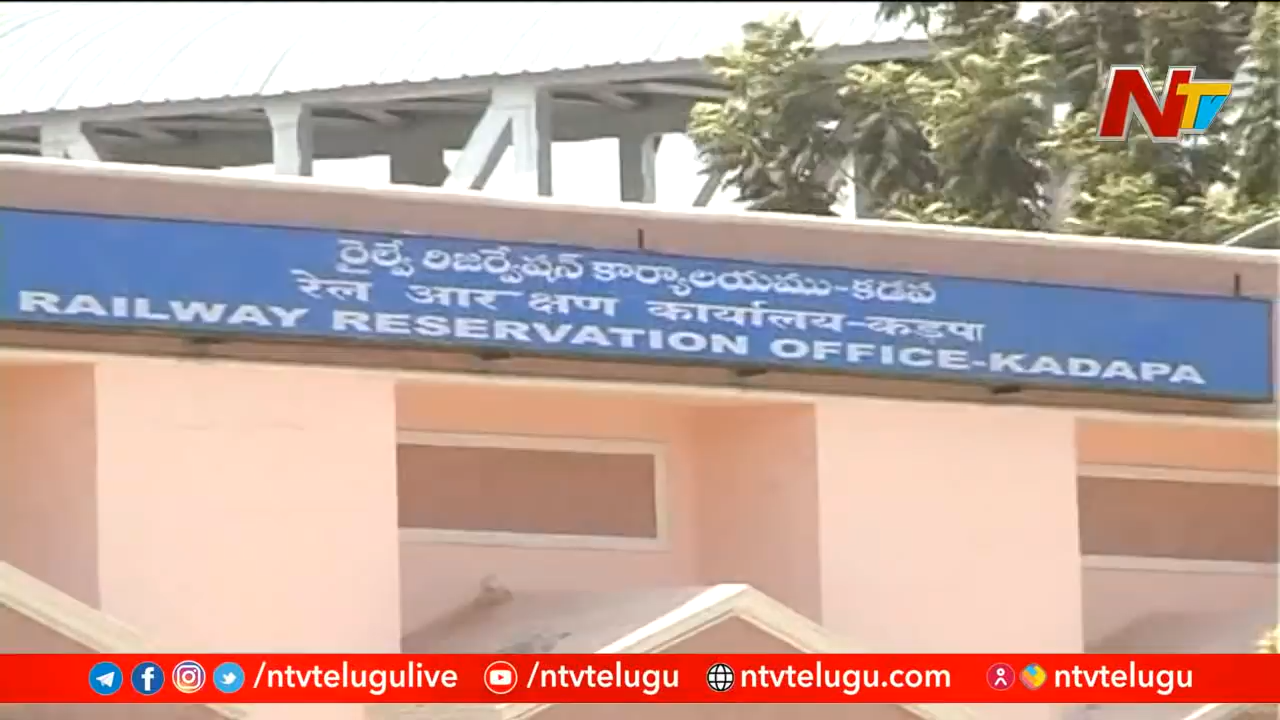 NTV
రైల్వే రిజర్వేషన్ కార్యాలయము-కడప
रेल आरक्षण कार्यालय-कड़पा
RAILWAY RESERVATION OFFICE-KADAPA
/ntvtelugulive /ntvtelugu ntvtelugu.com ntvtelugu